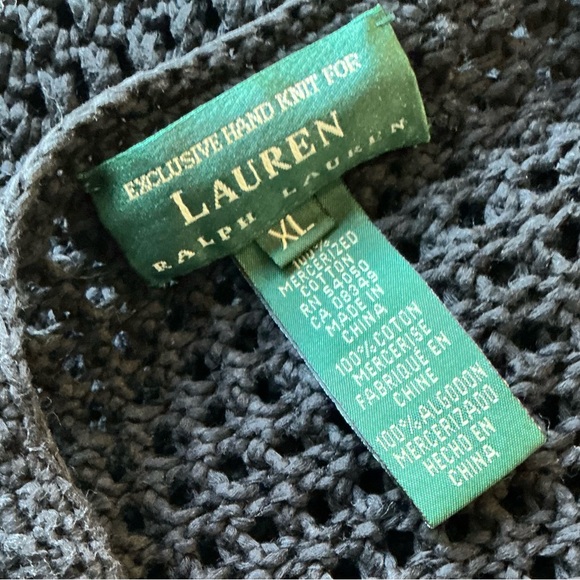 EXCLUSIVE HAND KNIT FOR
LAUREN
RALPH LAUREN
XL
100%
MERCERIZED
COTTON
RN 54050
CA 08349
MADE IN
CHINA
100% COTON
MERCERISE
FABRIQUÉ EN
CHINE
100% ALGODON
MERCERIZADO
HECHO EN
CHINA